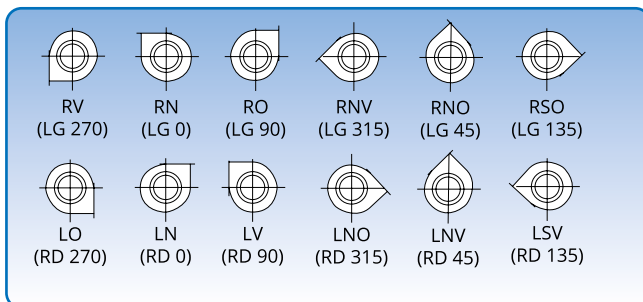 RV RN RO RNV RNO RSO
(LG 270) (LG 0) (LG 90) (LG 315) (LG 45) (LG 135)
LO LN LV LNO LNV LSV
(RD 270) (RD 0) (RD 90) (RD 315) (RD 45) (RD 135)